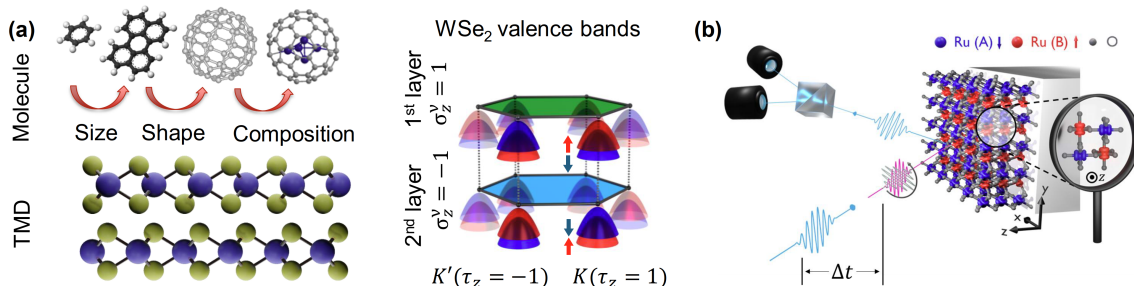 (a)
Molecule
Size
Shape
Composition
TMD
WSe₂ valence bands
1ˢᵗ layer
σ_z^ν = 1
2ⁿᵈ layer
σ_z^ν = −1
K′(τ_z = −1)
K(τ_z = 1)
(b)
Ru (A)
Ru (B)
z
y
x
z
Δt